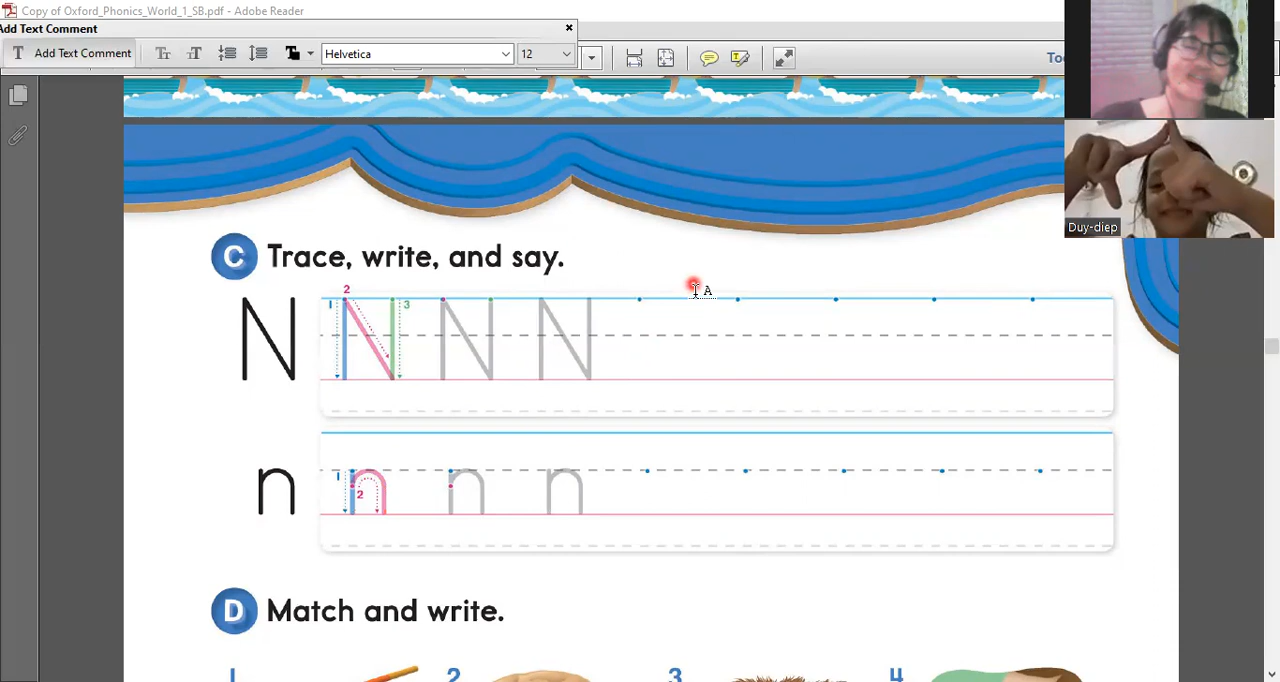 Copy of Oxford_Phonics_World_1_SB.pdf - Adobe Reader
Add Text Comment
Add Text Comment
Helvetica
12
Duy-diep
C Trace, write, and say.
N 1 N 2 3 N N
n 1 n 2 n n
A
D Match and write.
1 2 3 4